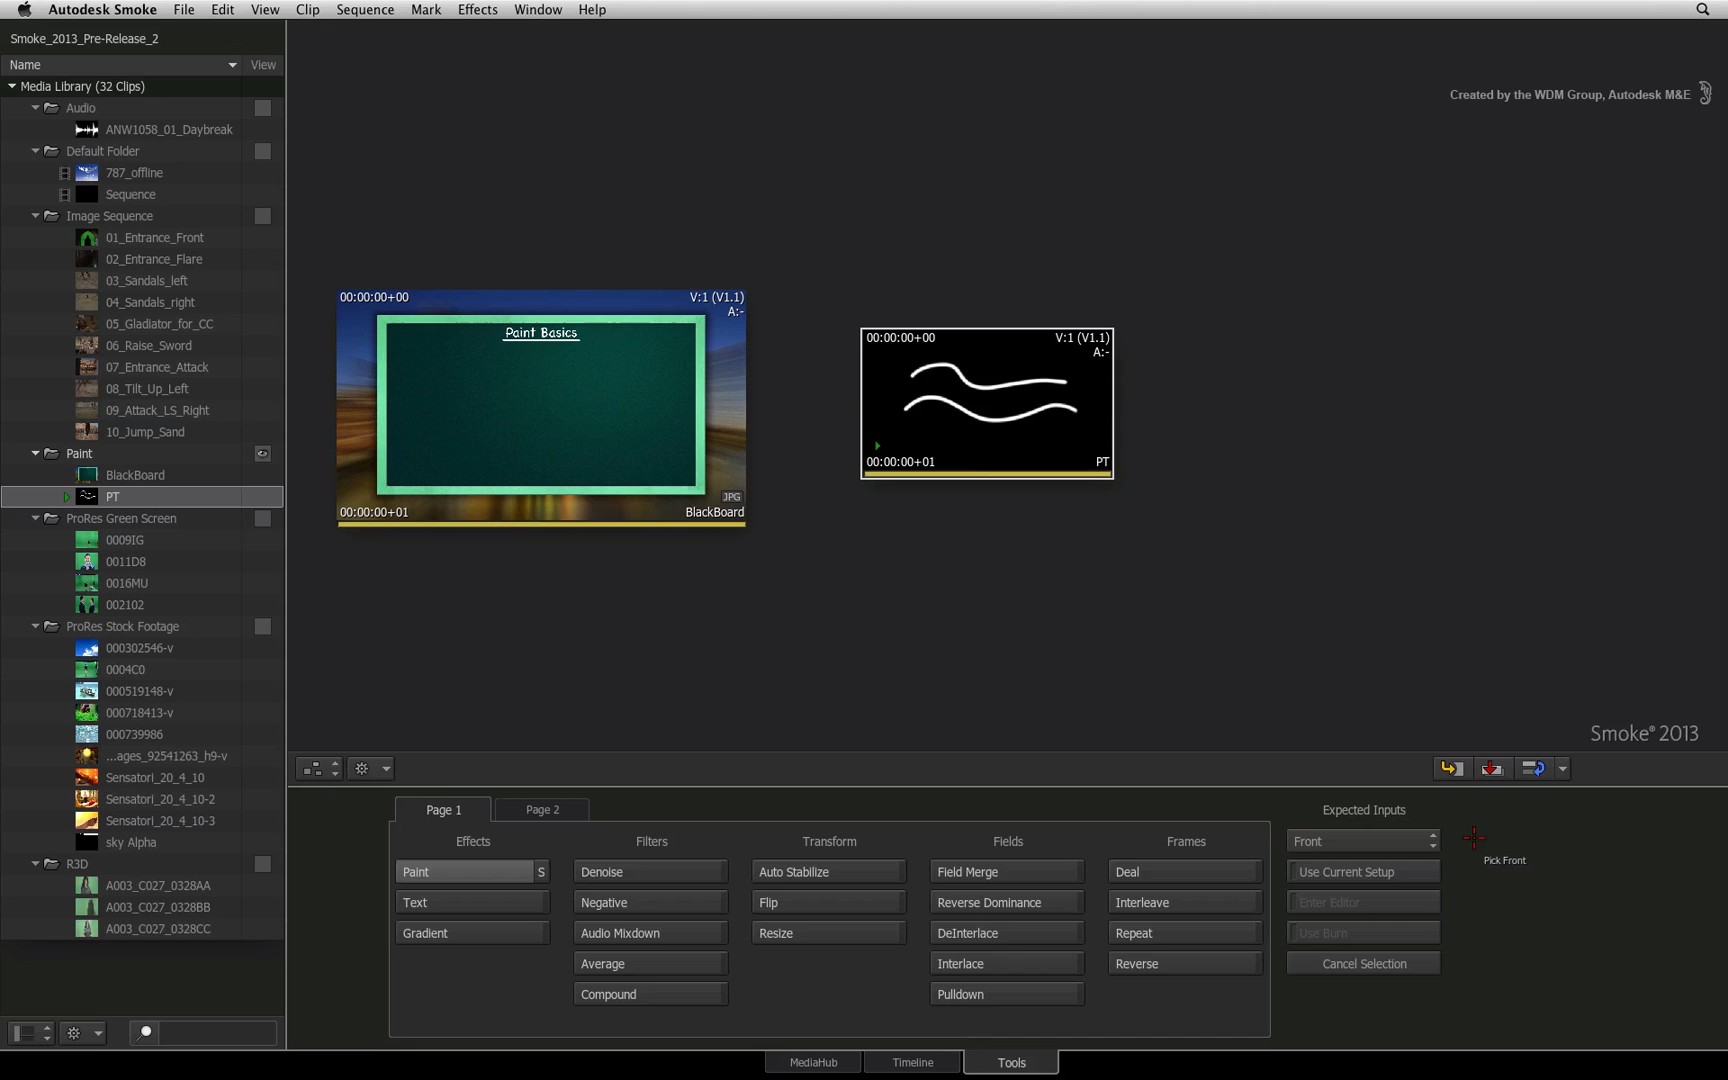 Autodesk Smoke File Edit View Clip Sequence Mark Effects Window Help
Smoke_2013_Pre-Release_2
Name View
Media Library (32 Clips)
Audio
ANW1058_01_Daybreak
Default Folder
787_offline
Sequence
Image Sequence
01_Entrance_Front
02_Entrance_Flare
03_Sandals_left
04_Sandals_right
05_Gladiator_for_CC
06_Raise_Sword
07_Entrance_Attack
08_Tilt_Up_Left
09_Attack_LS_Right
10_Jump_Sand
Paint
BlackBoard
PT
ProRes Green Screen
0009IG
0011D8
0016MU
002102
ProRes Stock Footage
000302546-v
0004C0
000519148-v
000718413-v
000739986
...ages_92541263_h9-v
Sensatori_20_4_10
Sensatori_20_4_10-2
Sensatori_20_4_10-3
sky Alpha
R3D
A003_C027_0328AA
A003_C027_0328BB
A003_C027_0328CC
Created by the WDM Group, Autodesk M&E
00:00:00+00 V:1 (V1.1)
A:-
Paint Basics
JPG
00:00:00+01 BlackBoard
00:00:00+00 V:1 (V1.1)
A:-
00:00:00+01 PT
Smoke® 2013
Page 1 Page 2
Effects Filters Transform Fields Frames
Paint S Denoise Auto Stabilize Field Merge Deal
Text Negative Flip Reverse Dominance Interleave
Gradient Audio Mixdown Resize DeInterlace Repeat
Average Interlace Reverse
Compound Pulldown
Expected Inputs
Front
Use Current Setup
Enter Editor
Use Burn
Cancel Selection
Pick Front
MediaHub Timeline Tools